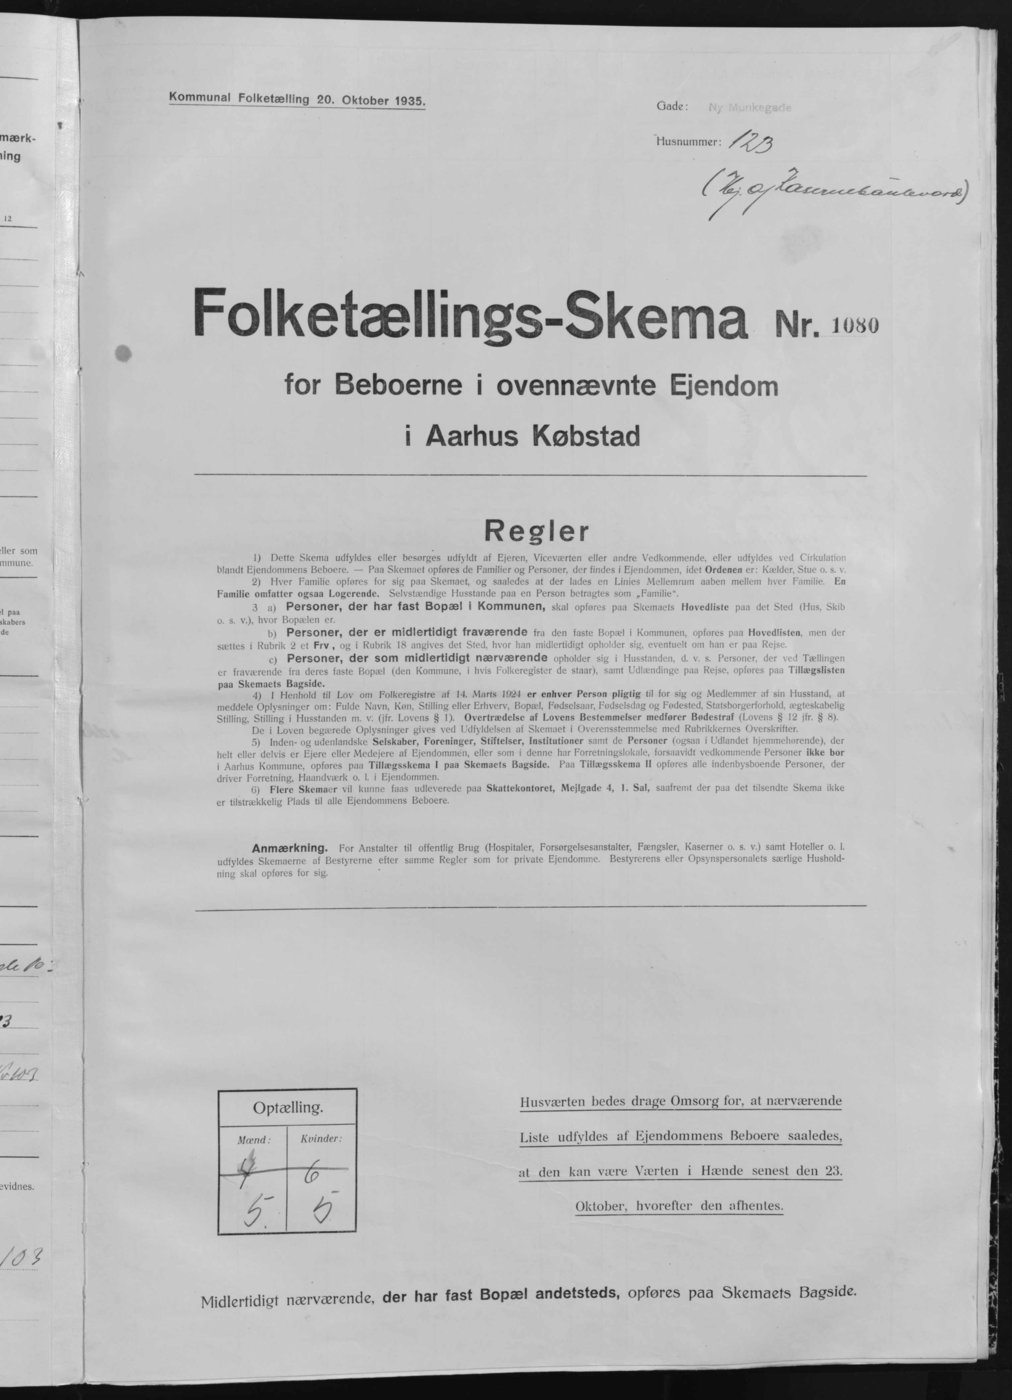 Kommunal Folketælling 20. Oktober 1935.
Gade: Ny Munkegade
Husnummer: 123
(Hj. af Kasernebôulevard)
Folketællings-Skema Nr. 1080
for Beboerne i ovennævnte Ejendom
i Aarhus Købstad
Regler
1) Dette Skema udfyldes eller besørges udfyldt af Ejeren, Viceværten eller andre Vedkommende, eller udfyldes ved Cirkulation
blandt Ejendommens Beboere. — Paa Skemaet opføres de Familier og Personer, der findes i Ejendommen, idet Ordenen er: Kælder, Stue o. s. v.
2) Hver Familie opføres for sig paa Skemaet, og saaledes at der lades en Linies Mellemrum aaben mellem hver Familie. En
Familie omfatter ogsaa Logerende. Selvstændige Husstande paa en Person betragtes som „Familie“.
3 a) Personer, der har fast Bopæl i Kommunen, skal opføres paa Skemaets Hovedliste paa det Sted (Hus, Skib
o. s. v.), hvor Bopælen er.
b) Personer, der er midlertidigt fraværende fra den faste Bopæl i Kommunen, opføres paa Hovedlisten, men der
sættes i Rubrik 2 et Frv, og i Rubrik 18 angives det Sted, hvor han midlertidigt opholder sig, eventuelt om han er paa Rejse.
c) Personer, der som midlertidigt nærværende opholder sig i Husstanden, d. v. s. Personer, der ved Tællingen
er fraværende fra deres faste Bopæl (den Kommune, i hvis Folkeregister de staar), samt Udlændinge paa Rejse, opføres paa Tillægslisten
paa Skemaets Bagside.
4) I Henhold til Lov om Folkeregistre af 14. Marts 1924 er enhver Person pligtig til for sig og Medlemmer af sin Husstand, at
meddele Oplysninger om: Fulde Navn, Køn, Stilling eller Erhverv, Bopæl, Fødselsaar, Fødselsdag og Fødested, Statsborgerforhold, ægteskabelig
Stilling, Stilling i Husstanden m. v. (jfr. Lovens § 1). Overtrædelse af Lovens Bestemmelser medfører Bødestraf (Lovens § 12 jfr. § 8).
De i Loven begærede Oplysninger gives ved Udfyldelsen af Skemaet i Overensstemmelse med Rubrikkernes Overskrifter.
5) Inden- og udenlandske Selskaber, Foreninger, Stiftelser, Institutioner samt de Personer (ogsaa i Udlandet hjemmehørende), der
helt eller delvis er Ejere eller Medejere af Ejendommen, eller som i denne har Forretningslokale, forsaavidt vedkommende Personer ikke bor
i Aarhus Kommune, opføres paa Tillægsskema I paa Skemaets Bagside. Paa Tillægsskema II opføres alle indenbysboende Personer, der
driver Forretning, Haandværk o. l. i Ejendommen.
6) Flere Skemaer vil kunne faas udleverede paa Skattekontoret, Mejlgade 4, 1. Sal, saafremt der paa det tilsendte Skema ikke
er tilstrækkelig Plads til alle Ejendommens Beboere.
Anmærkning. For Anstalter til offentlig Brug (Hospitaler, Forsørgelsesanstalter, Fængsler, Kaserner o. s. v.) samt Hoteller o. l.
udfyldes Skemaerne af Bestyrerne efter samme Regler som for private Ejendomme. Bestyrerens eller Opsynspersonalets særlige Hushold-
ning skal opføres for sig.
Optælling.
Mænd: Kvinder:
4 6
5. 5
Husværten bedes drage Omsorg for, at nærværende
Liste udfyldes af Ejendommens Beboere saaledes,
at den kan være Værten i Hænde senest den 23.
Oktober, hvorefter den afhentes.
Midlertidigt nærværende, der har fast Bopæl andetsteds, opføres paa Skemaets Bagside.
mærk-
ning
12
eller som
mmune.
l paa
skabers
de
evidnes.
103